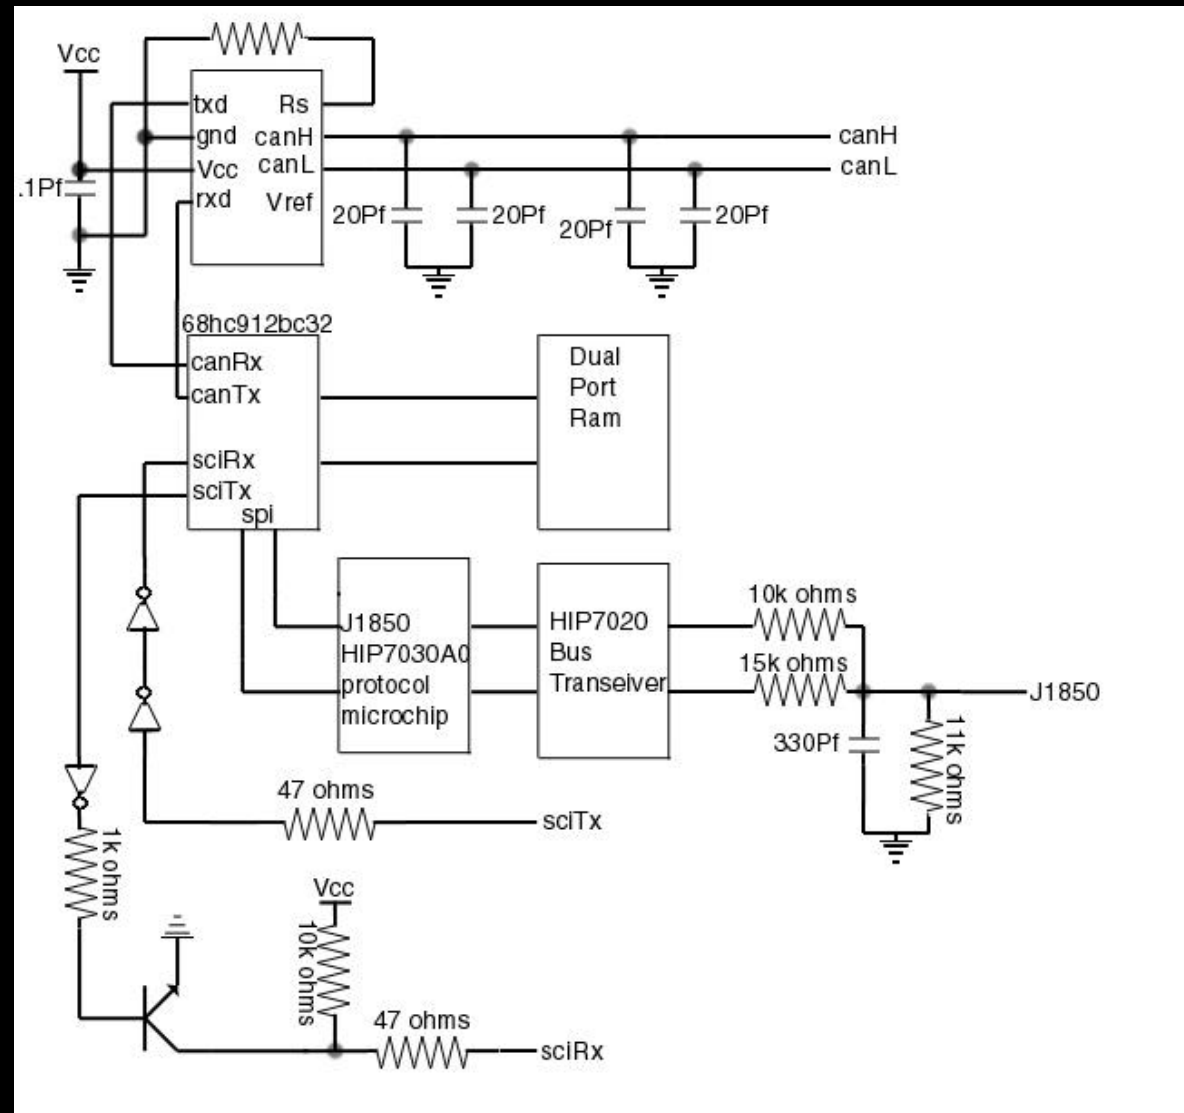 Vcc
txd
Rs
gnd
canH
canH
Vcc
canL
canL
.1Pf
rxd
Vref
20Pf
20Pf
20Pf
20Pf
68hc912bc32
canRx
canTx
sciRx
sciTx
spi
Dual
Port
Ram
J1850
HIP7030A0
protocol
microchip
HIP7020
Bus
Transeiver
10k ohms
15k ohms
J1850
330Pf
11k ohms
47 ohms
sciTx
1k ohms
Vcc
10k ohms
47 ohms
sciRx